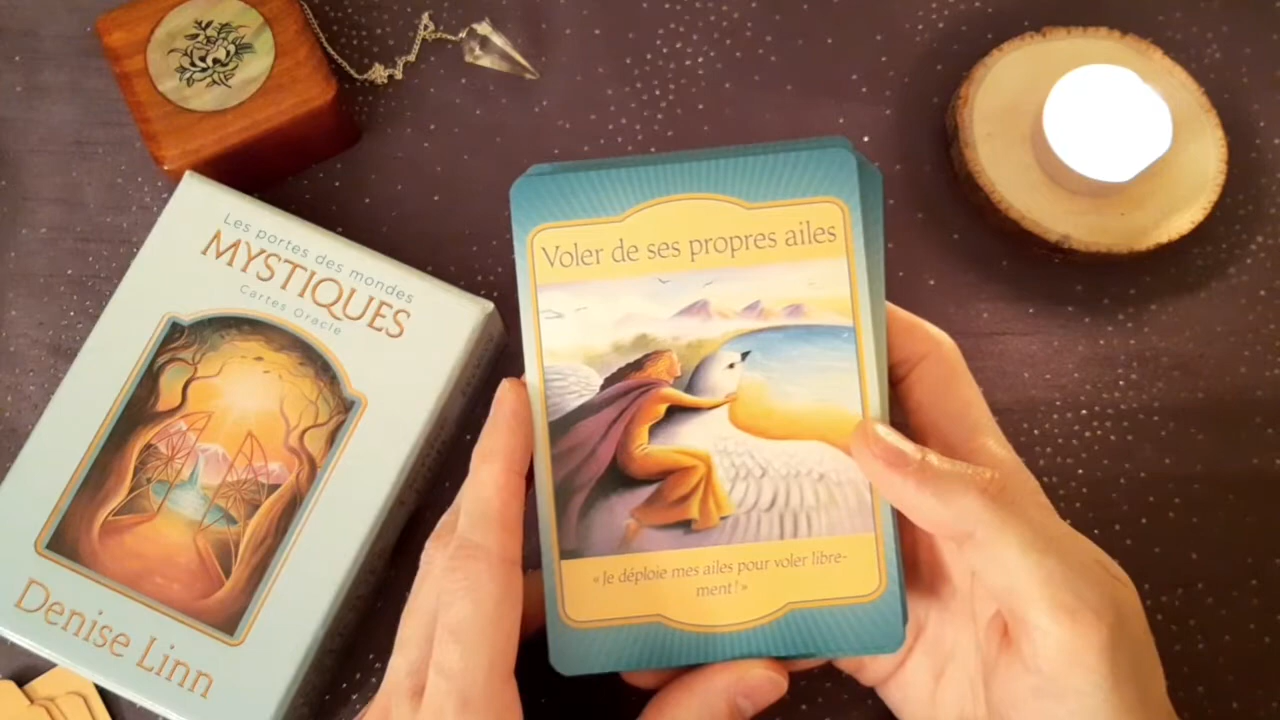 Les portes des mondes
MYSTIQUES
Cartes Oracle
Denise Linn
Voler de ses propres ailes
« Je déploie mes ailes pour voler libre-
ment ! »